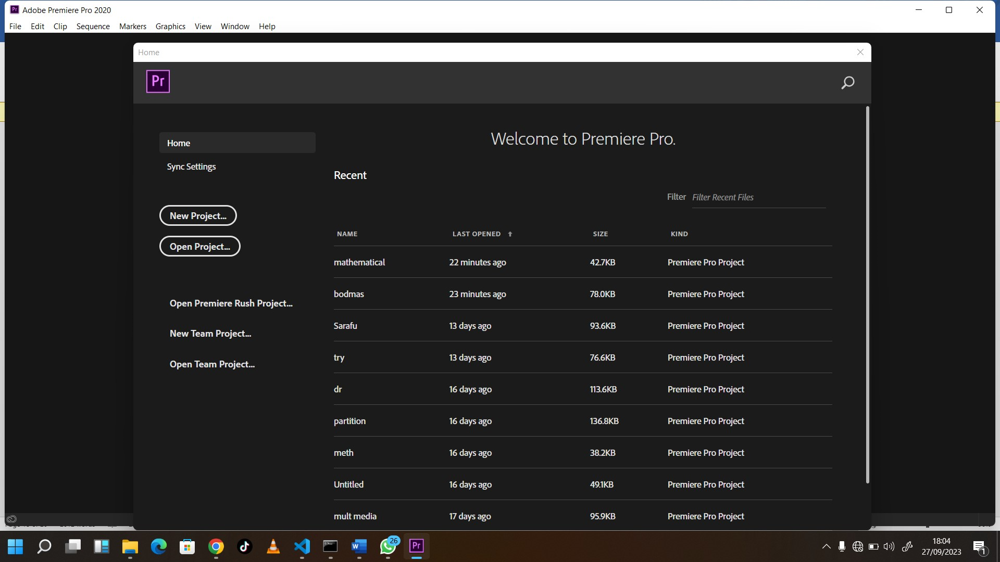 Adobe Premiere Pro 2020
File Edit Clip Sequence Markers Graphics View Window Help
Home
Pr
Home
Sync Settings
New Project...
Open Project...
Open Premiere Rush Project...
New Team Project...
Open Team Project...
Welcome to Premiere Pro.
Recent
Filter Filter Recent Files
NAME LAST OPENED SIZE KIND
mathematical 22 minutes ago 42.7KB Premiere Pro Project
bodmas 23 minutes ago 78.0KB Premiere Pro Project
Sarafu 13 days ago 93.6KB Premiere Pro Project
try 13 days ago 76.6KB Premiere Pro Project
dr 16 days ago 113.6KB Premiere Pro Project
partition 16 days ago 136.8KB Premiere Pro Project
meth 16 days ago 38.2KB Premiere Pro Project
Untitled 16 days ago 49.1KB Premiere Pro Project
mult media 17 days ago 95.9KB Premiere Pro Project
26
Pr
18:04
27/09/2023
1